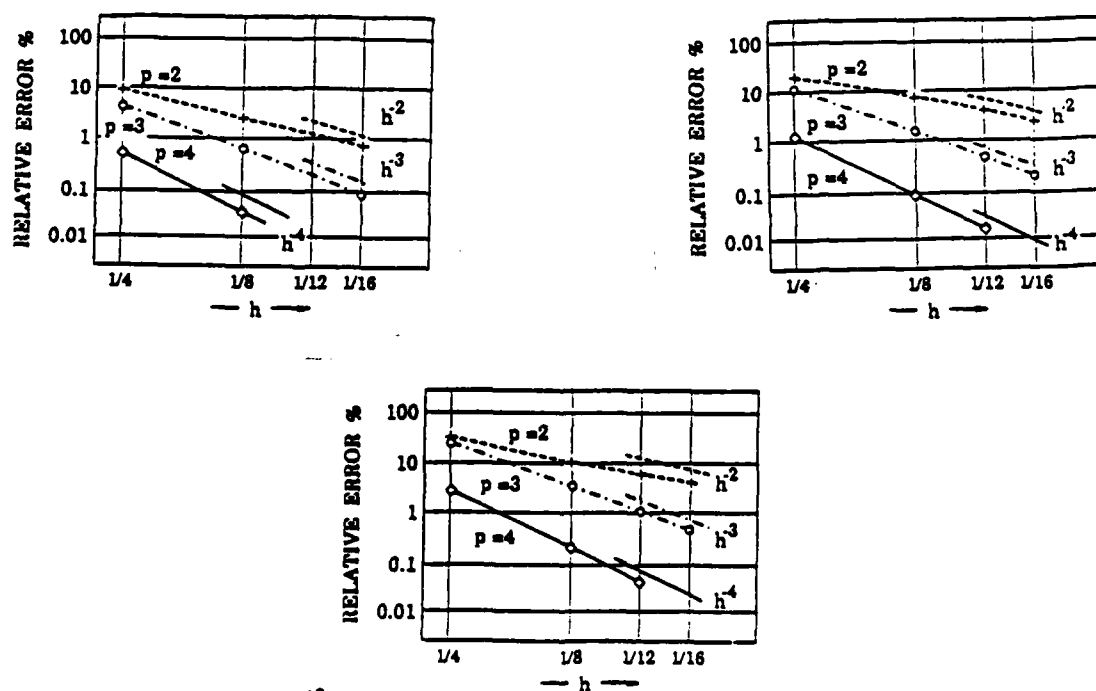 RELATIVE ERROR %
100
10
1
0.1
0.01
p =2
p =3
p =4
h⁻²
h⁻³
h⁻⁴
1/4
1/8
1/12
1/16
— h →
RELATIVE ERROR %
100
10
1
0.1
0.01
p =2
p =3
p =4
h⁻²
h⁻³
h⁻⁴
1/4
1/8
1/12
1/16
— h →
RELATIVE ERROR %
100
10
1
0.1
0.01
p =2
p =3
p =4
h⁻²
h⁻³
h⁻⁴
1/4
1/8
1/12
1/16
— h →